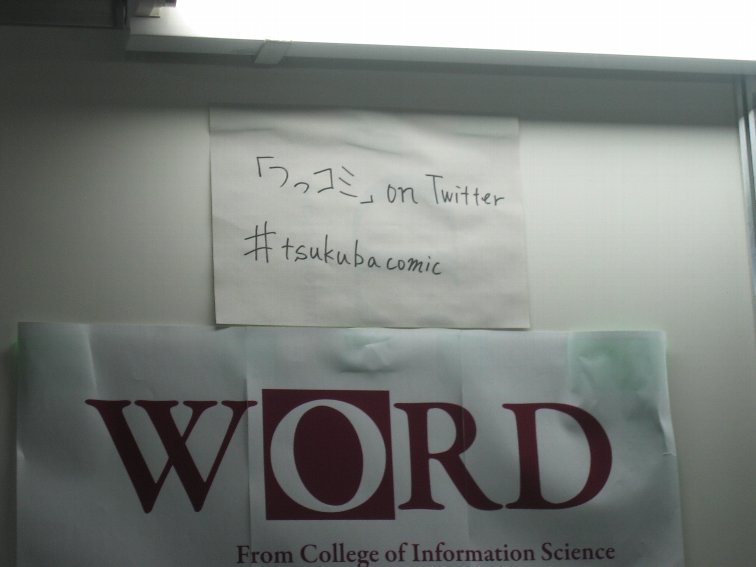 「つっコミ」 on Twitter
#tsukubacomic
WORD
From College of Information Science